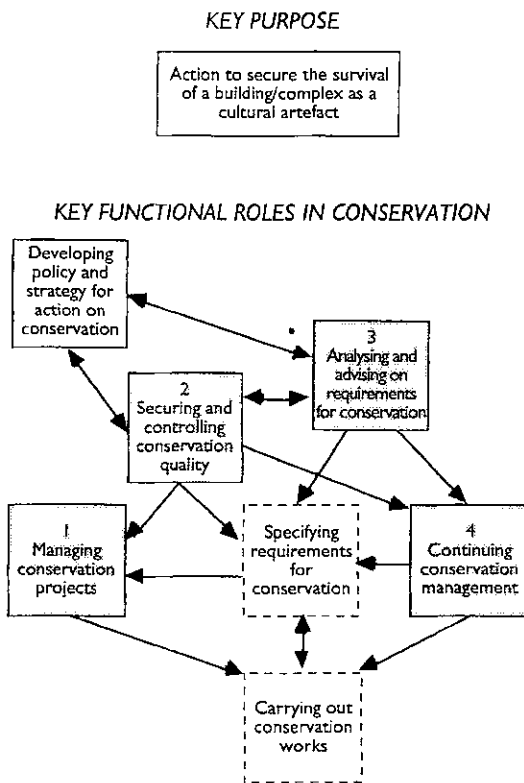 KEY PURPOSE
Action to secure the survival
of a building/complex as a
cultural artefact
KEY FUNCTIONAL ROLES IN CONSERVATION
Developing
policy and
strategy for
action on
conservation
3
Analysing and
advising on
requirements
for conservation
2
Securing and
controlling
conservation
quality
1
Managing
conservation
projects
Specifying
requirements
for
conservation
4
Continuing
conservation
management
Carrying out
conservation
works